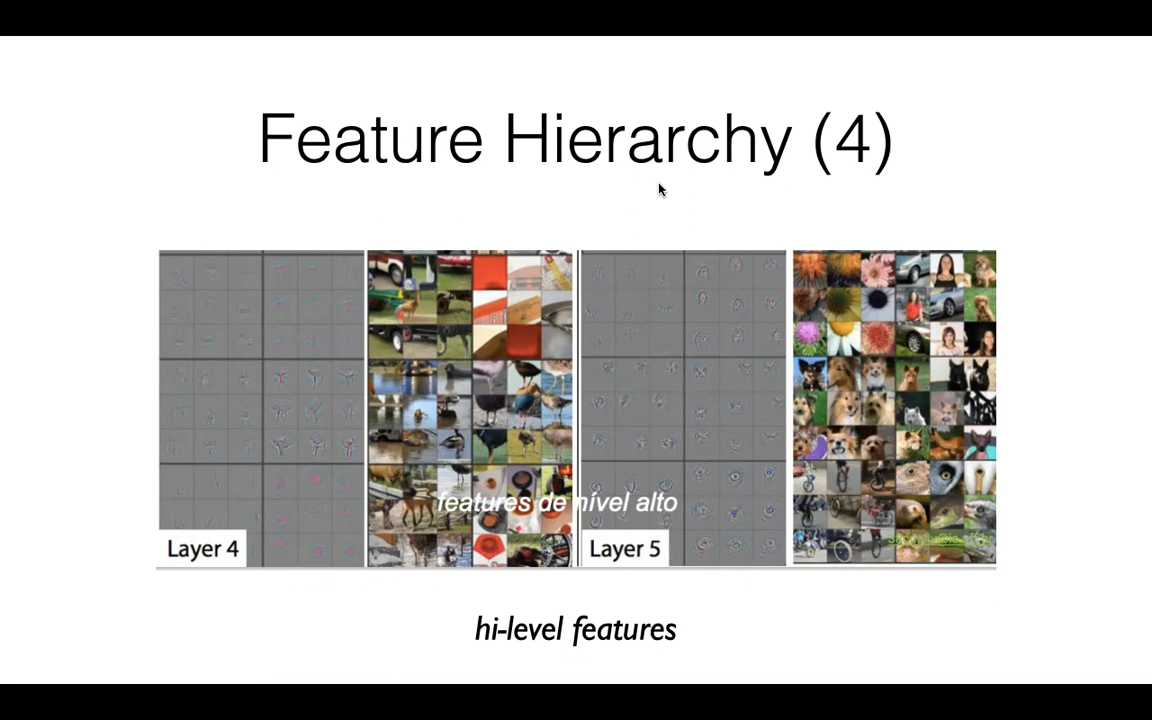 Feature Hierarchy (4)
features de nível alto
Layer 4
Layer 5
hi-level features